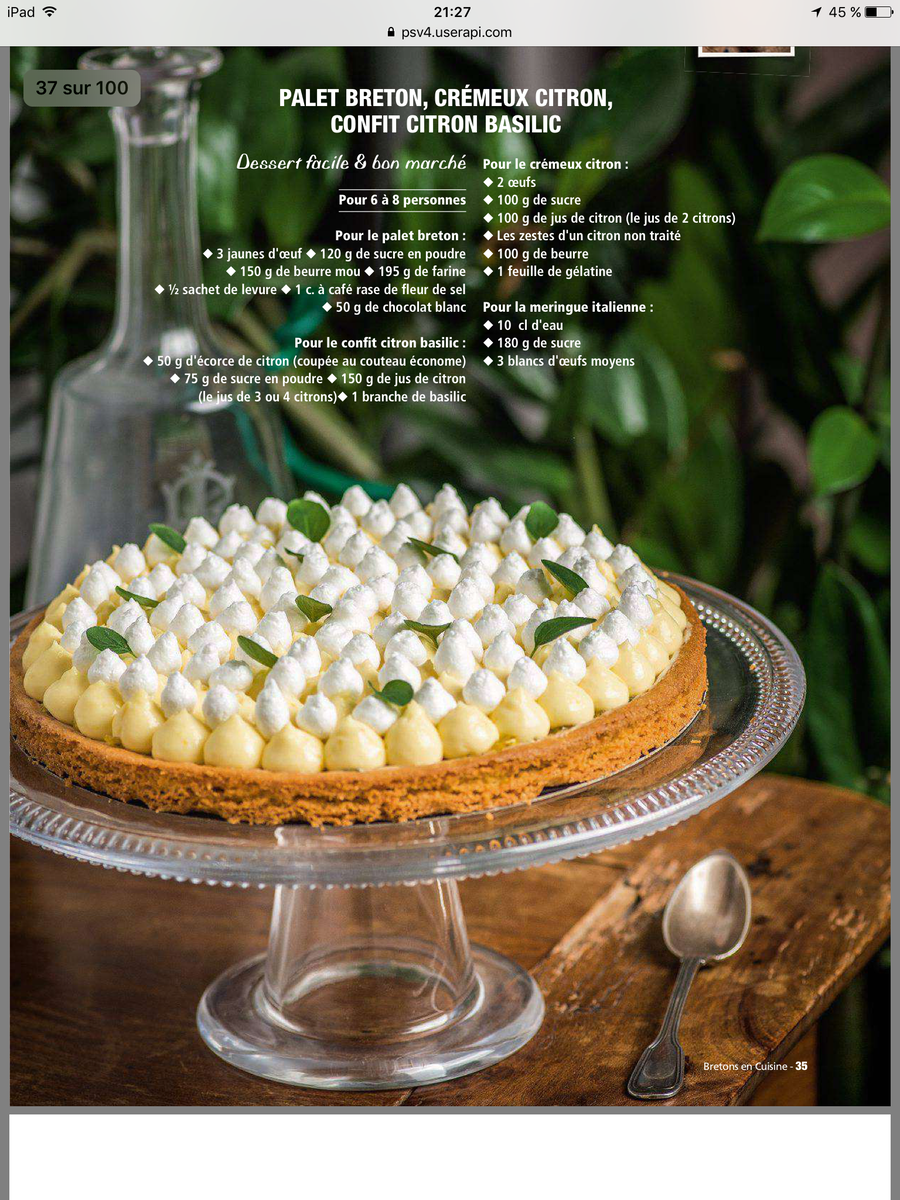 iPad
21:27
45 %
psv4.userapi.com
37 sur 100
PALET BRETON, CRÉMEUX CITRON,
CONFIT CITRON BASILIC
Dessert facile & bon marché
Pour 6 à 8 personnes
Pour le palet breton :
◆ 3 jaunes d'œuf ◆ 120 g de sucre en poudre
◆ 150 g de beurre mou ◆ 195 g de farine
◆ ½ sachet de levure ◆ 1 c. à café rase de fleur de sel
◆ 50 g de chocolat blanc
Pour le confit citron basilic :
◆ 50 g d'écorce de citron (coupée au couteau économe)
◆ 75 g de sucre en poudre ◆ 150 g de jus de citron
(le jus de 3 ou 4 citrons)◆ 1 branche de basilic
Pour le crémeux citron :
◆ 2 œufs
◆ 100 g de sucre
◆ 100 g de jus de citron (le jus de 2 citrons)
◆ Les zestes d'un citron non traité
◆ 100 g de beurre
◆ 1 feuille de gélatine
Pour la meringue italienne :
◆ 10 cl d'eau
◆ 180 g de sucre
◆ 3 blancs d'œufs moyens
Bretons en Cuisine - 35